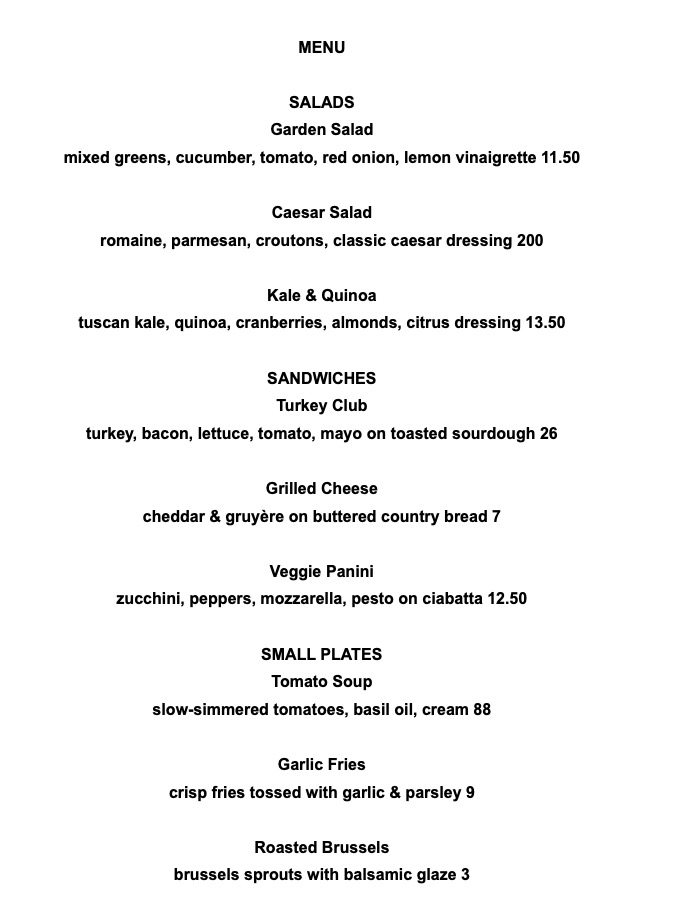 MENU
SALADS
Garden Salad
mixed greens, cucumber, tomato, red onion, lemon vinaigrette 11.50
Caesar Salad
romaine, parmesan, croutons, classic caesar dressing 200
Kale & Quinoa
tuscan kale, quinoa, cranberries, almonds, citrus dressing 13.50
SANDWICHES
Turkey Club
turkey, bacon, lettuce, tomato, mayo on toasted sourdough 26
Grilled Cheese
cheddar & gruyère on buttered country bread 7
Veggie Panini
zucchini, peppers, mozzarella, pesto on ciabatta 12.50
SMALL PLATES
Tomato Soup
slow-simmered tomatoes, basil oil, cream 88
Garlic Fries
crisp fries tossed with garlic & parsley 9
Roasted Brussels
brussels sprouts with balsamic glaze 3